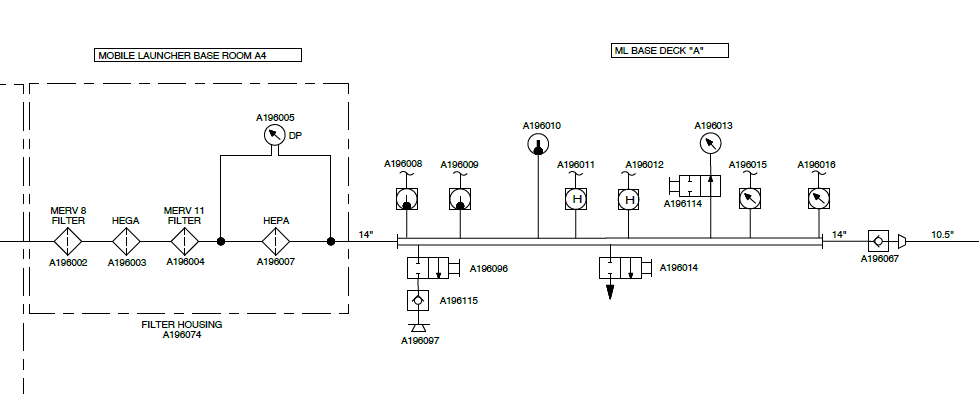 MOBILE LAUNCHER BASE ROOM A4
ML BASE DECK "A"
A196005
DP
A196010
A196013
A196008
A196009
A196011
A196012
A196015
A196016
H
H
A196114
MERV 8
FILTER
HEGA
MERV 11
FILTER
HEPA
14"
14"
10.5"
A196002
A196003
A196004
A196007
A196067
A196096
A196014
A196115
A196097
FILTER HOUSING
A196074